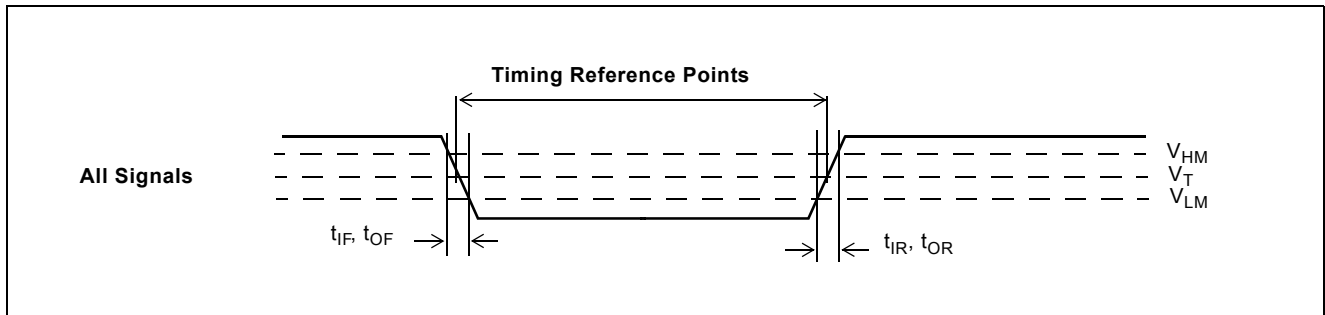 Timing Reference Points
All Signals
V_HM
V_T
V_LM
t_IF, t_OF
t_IR, t_OR